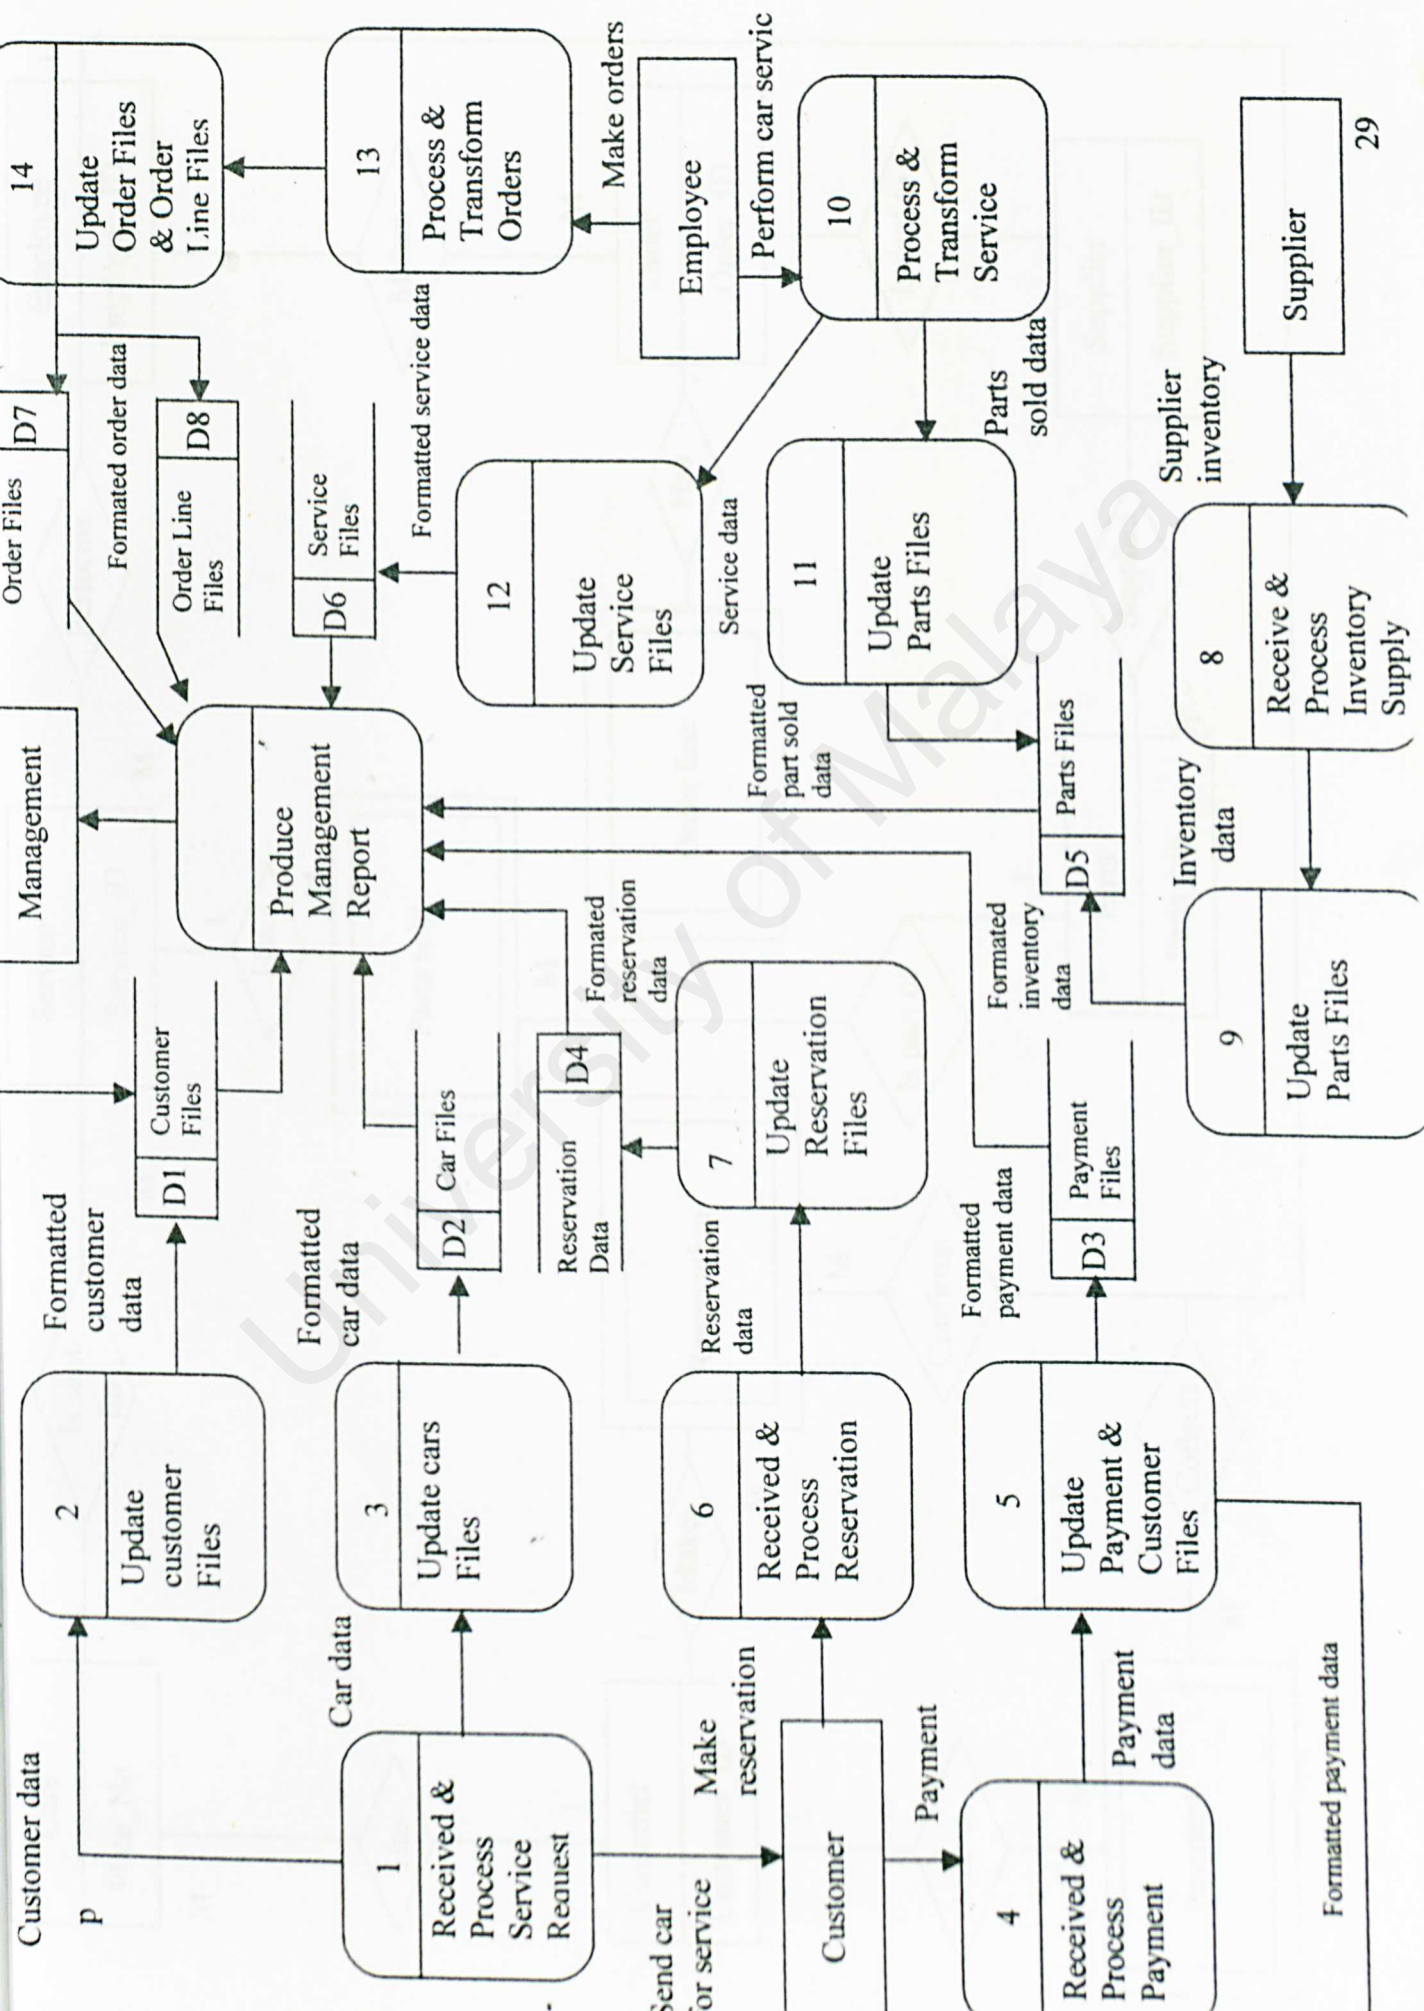 Customer data
p
2
Update
customer
Files
Formatted
customer
data
D1
Customer
Files
Management
Order Files
D7
Formated order data
14
Update
Order Files
& Order
Line Files
Order Line
Files
D8
Car data
3
Update cars
Files
Formatted
car data
D2
Car Files
Produce
Management
Report
D6
Service
Files
Formatted service data
13
Process &
Transform
Orders
Make orders
1
Received &
Process
Service
Request
Reservation
Data
D4
Formated
reservation
data
12
Update
Service
Files
Service data
Employee
Perform car servic
Send car
for service
Make
reservation
6
Received &
Process
Reservation
Reservation
data
7
Update
Reservation
Files
Formatted
part sold
data
11
Update
Parts Files
Parts
sold data
10
Process &
Transform
Service
Customer
Payment
4
Received &
Process
Payment
Payment
data
5
Update
Payment &
Customer
Files
Formatted
payment data
D3
Payment
Files
Formated
inventory
data
D5
Parts Files
Supplier
inventory
Supplier
Formatted payment data
9
Update
Parts Files
Inventory
data
8
Receive &
Process
Inventory
Supply
29
University of Malaya